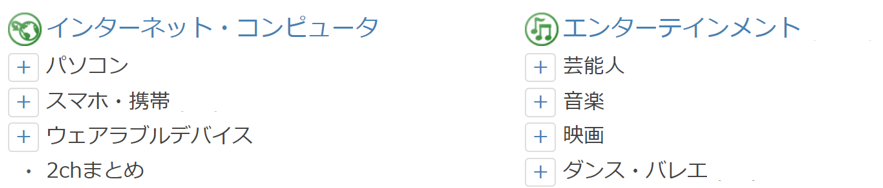 インターネット・コンピュータ
+ パソコン
+ スマホ・携帯
+ ウェアラブルデバイス
・ 2chまとめ
エンターテインメント
+ 芸能人
+ 音楽
+ 映画
+ ダンス・バレエ